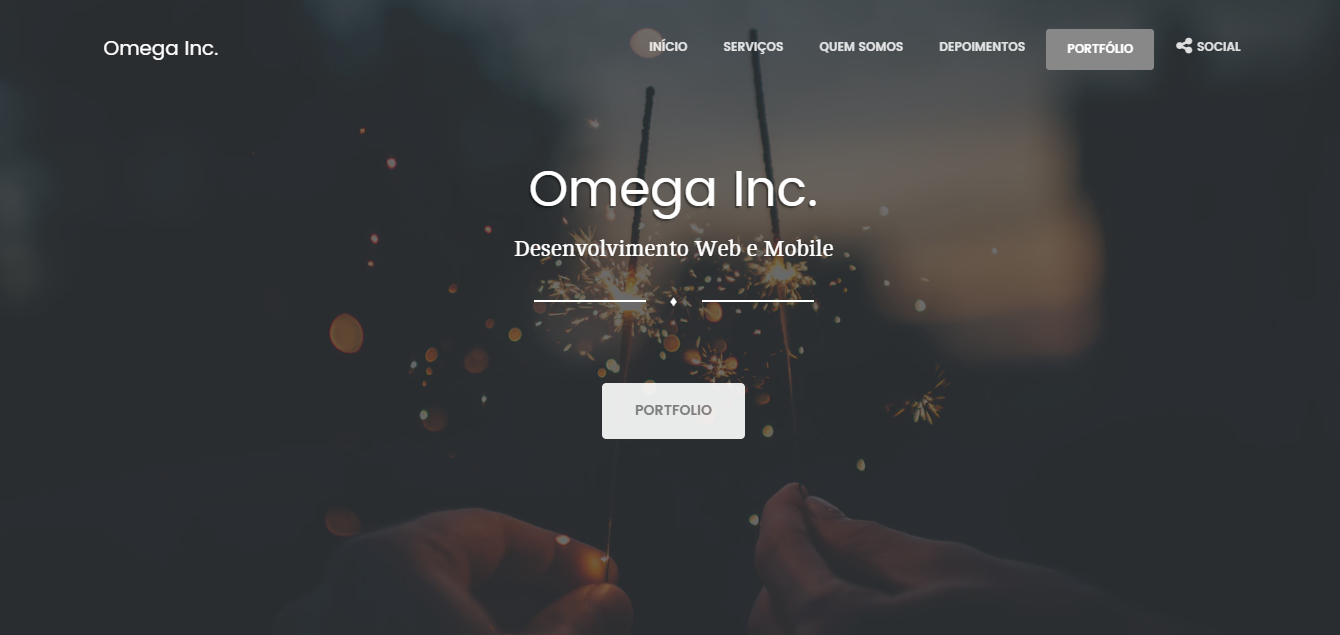 Omega Inc.
INÍCIO SERVIÇOS QUEM SOMOS DEPOIMENTOS PORTFÓLIO SOCIAL
Omega Inc.
Desenvolvimento Web e Mobile
PORTFOLIO